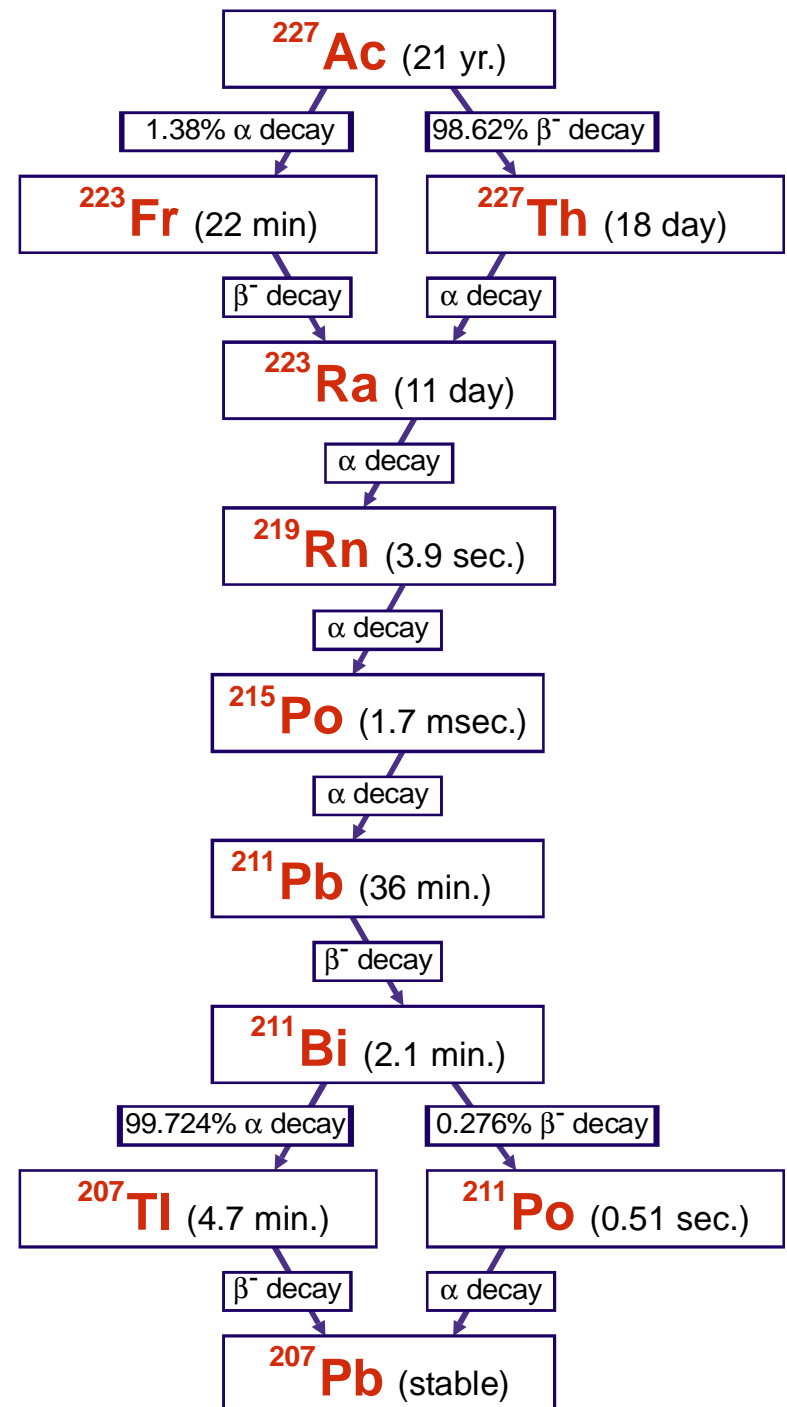 ²²⁷Ac (21 yr.)
1.38% α decay
98.62% β⁻ decay
²²³Fr (22 min)
²²⁷Th (18 day)
β⁻ decay
α decay
²²³Ra (11 day)
α decay
²¹⁹Rn (3.9 sec.)
α decay
²¹⁵Po (1.7 msec.)
α decay
²¹¹Pb (36 min.)
β⁻ decay
²¹¹Bi (2.1 min.)
99.724% α decay
0.276% β⁻ decay
²⁰⁷Tl (4.7 min.)
²¹¹Po (0.51 sec.)
β⁻ decay
α decay
²⁰⁷Pb (stable)